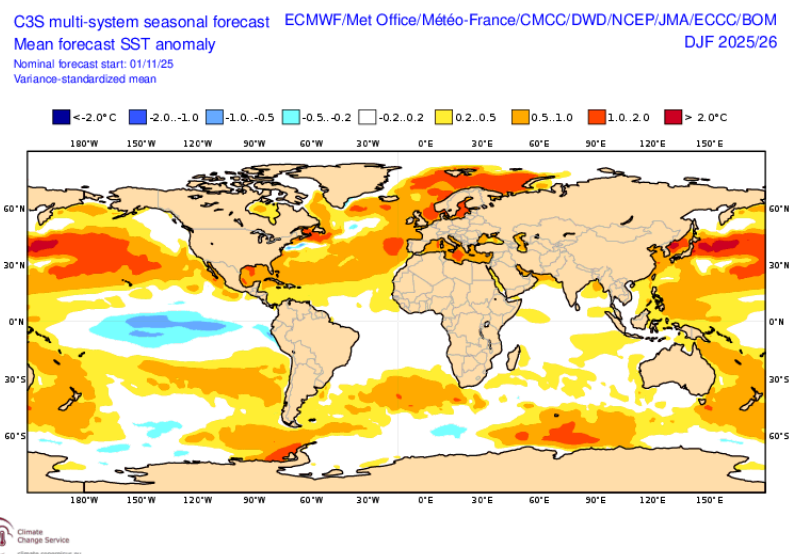 C3S multi-system seasonal forecast ECMWF/Met Office/Météo-France/CMCC/DWD/NCEP/JMA/ECCC/BOM
Mean forecast SST anomaly DJF 2025/26
Nominal forecast start: 01/11/25
Variance-standardized mean
<-2.0°C -2.0..-1.0 -1.0..-0.5 -0.5..-0.2 -0.2..0.2 0.2..0.5 0.5..1.0 1.0..2.0 > 2.0°C
180°W 150°W 120°W 90°W 60°W 30°W 0°E 30°E 60°E 90°E 120°E 150°E
60°N 60°N
30°N 30°N
0°N 0°N
30°S 30°S
60°S 60°S
180°W 150°W 120°W 90°W 60°W 30°W 0°E 30°E 60°E 90°E 120°E 150°E
Climate
Change Service